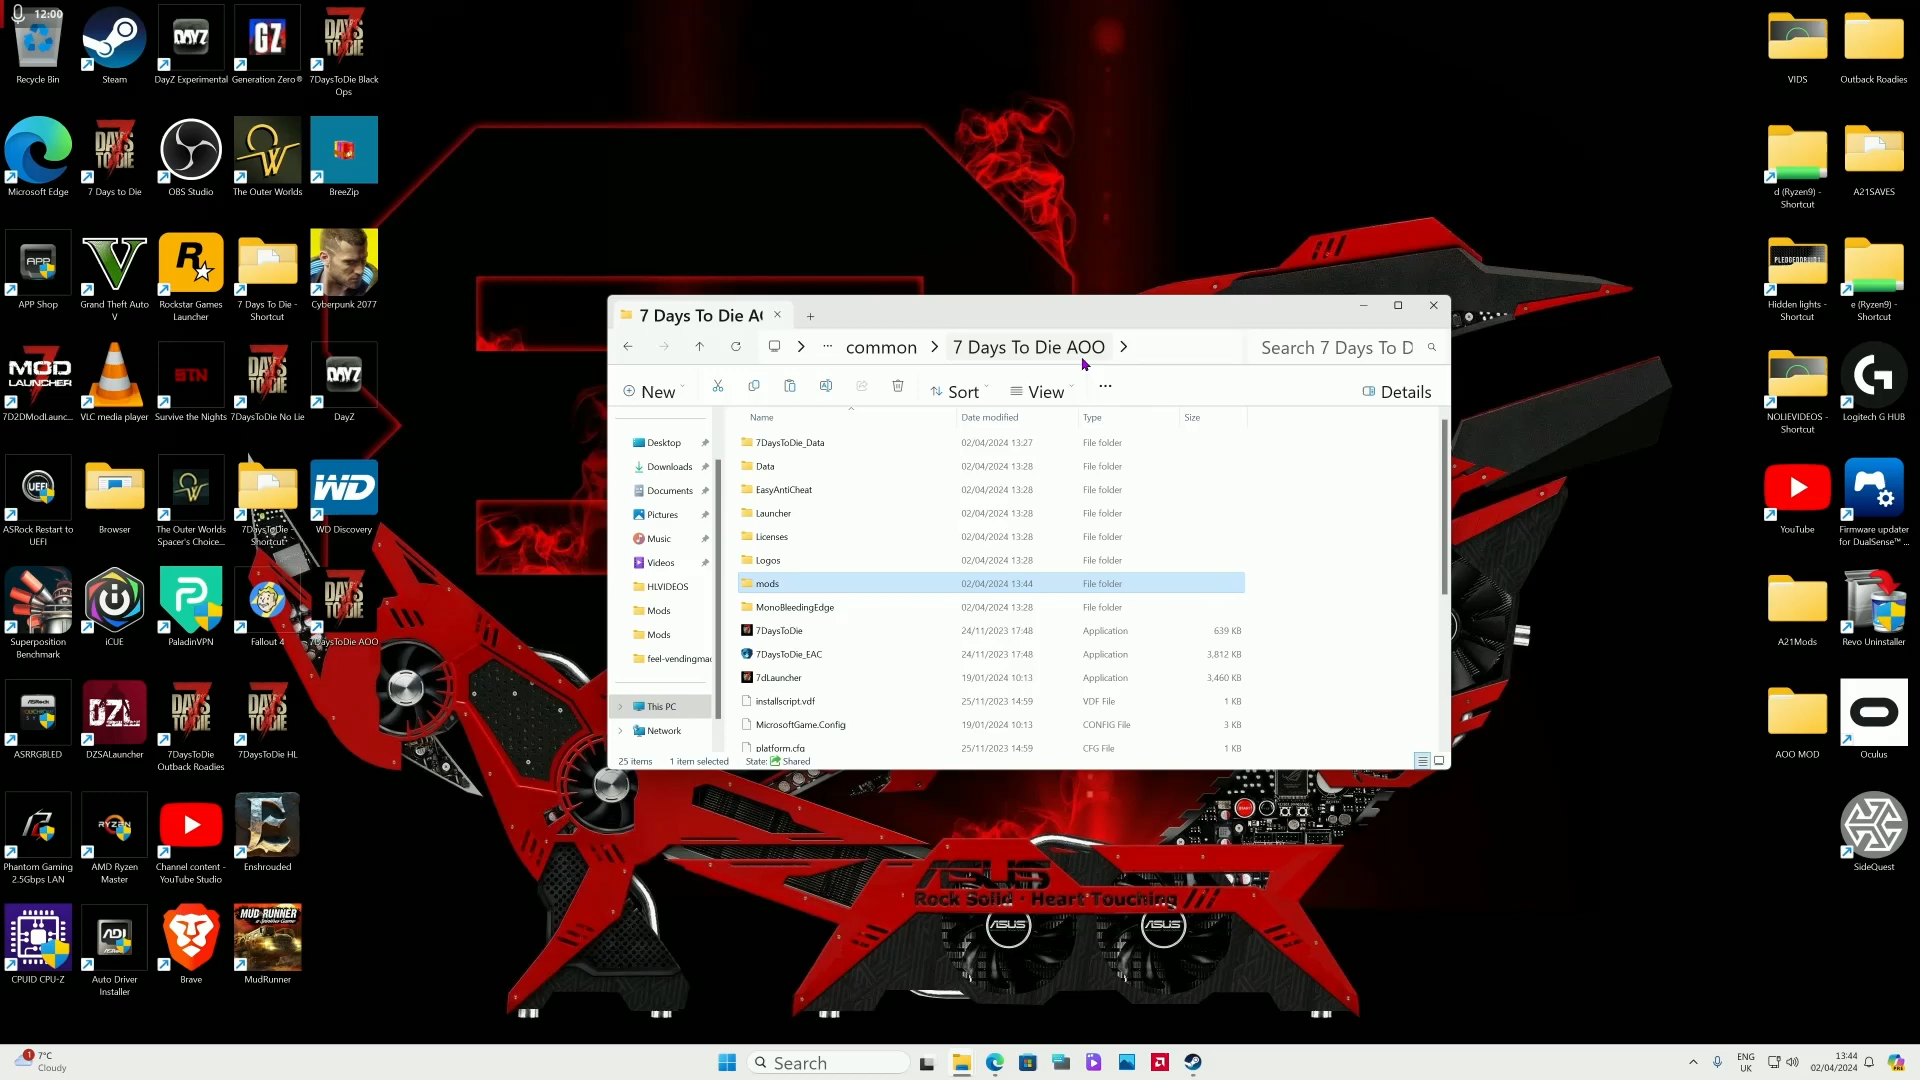 12:00
Recycle Bin
Steam
DayZ Experimental
Generation Zero®
7DaysToDie Black
Ops
VIDS
Outback Roadies
Microsoft Edge
7 Days to Die
OBS Studio
The Outer Worlds
BreeZip
d (Ryzen9) -
Shortcut
A21SAVES
APP Shop
Grand Theft Auto
V
Rockstar Games
Launcher
7 Days To Die -
Shortcut
Cyberpunk 2077
Hidden lights -
Shortcut
e (Ryzen9) -
Shortcut
7D2DModLaunc...
VLC media player
Survive the Nights
7DaysToDie No Lie
DayZ
NOLIEVIDEOS -
Shortcut
Logitech G HUB
ASRock Restart to
UEFI
Browser
The Outer Worlds
Spacer's Choice...
7DaysToDie -
Shortcut
WD Discovery
YouTube
Firmware updater
for DualSense™ ...
Superposition
Benchmark
iCUE
PaladinVPN
Fallout 4
7DaysToDie AOO
A21Mods
Revo Uninstaller
ASRRGBLED
DZSALauncher
7DaysToDie
Outback Roadies
7DaysToDie HL
AOO MOD
Oculus
Phantom Gaming
2.5Gbps LAN
AMD Ryzen
Master
Channel content -
YouTube Studio
Enshrouded
SideQuest
CPUID CPU-Z
Auto Driver
Installer
Brave
MudRunner
7 Days To Die AO
common
7 Days To Die AOO
Search 7 Days To D
New
Sort
View
Details
Name
Date modified
Type
Size
Desktop
Downloads
Documents
Pictures
Music
Videos
HLVIDEOS
Mods
Mods
feel-vendingmac
This PC
Network
7DaysToDie_Data 02/04/2024 13:27 File folder
Data 02/04/2024 13:28 File folder
EasyAntiCheat 02/04/2024 13:28 File folder
Launcher 02/04/2024 13:28 File folder
Licenses 02/04/2024 13:28 File folder
Logos 02/04/2024 13:28 File folder
mods 02/04/2024 13:44 File folder
MonoBleedingEdge 02/04/2024 13:28 File folder
7DaysToDie 24/11/2023 17:48 Application 639 KB
7DaysToDie_EAC 24/11/2023 17:48 Application 3,812 KB
7dLauncher 19/01/2024 10:13 Application 3,460 KB
installscript.vdf 25/11/2023 14:59 VDF File 1 KB
MicrosoftGame.Config 19/01/2024 10:13 CONFIG File 3 KB
platform.cfg 25/11/2023 14:59 CFG File 1 KB
25 items 1 item selected State: Shared
ASUS
Rock Solid · Heart Touching
ASUS
ASUS
7°C
Cloudy
Search
ENG
UK
13:44
02/04/2024